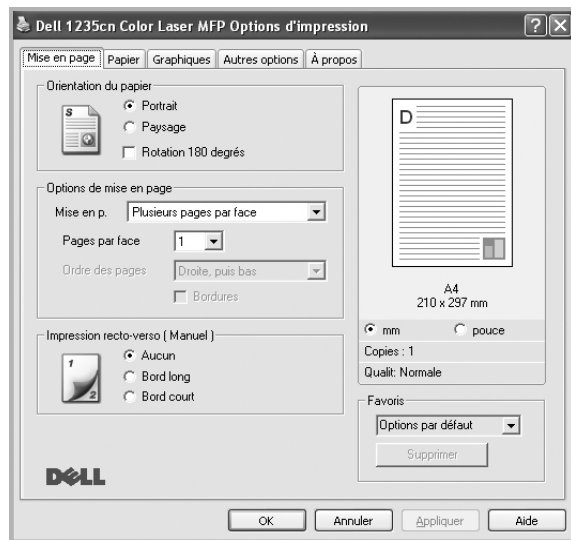 Dell 1235cn Color Laser MFP Options d'impression
Mise en page Papier Graphiques Autres options À propos
Orientation du papier
S
Portrait
Paysage
Rotation 180 degrés
Options de mise en page
Mise en p. Plusieurs pages par face
Pages par face 1
Ordre des pages Droite, puis bas
Bordures
Impression recto-verso ( Manuel )
1
2
Aucun
Bord long
Bord court
DELL
D
A4
210 x 297 mm
mm pouce
Copies : 1
Qualit: Normale
Favoris
Options par défaut
Supprimer
OK Annuler Appliquer Aide